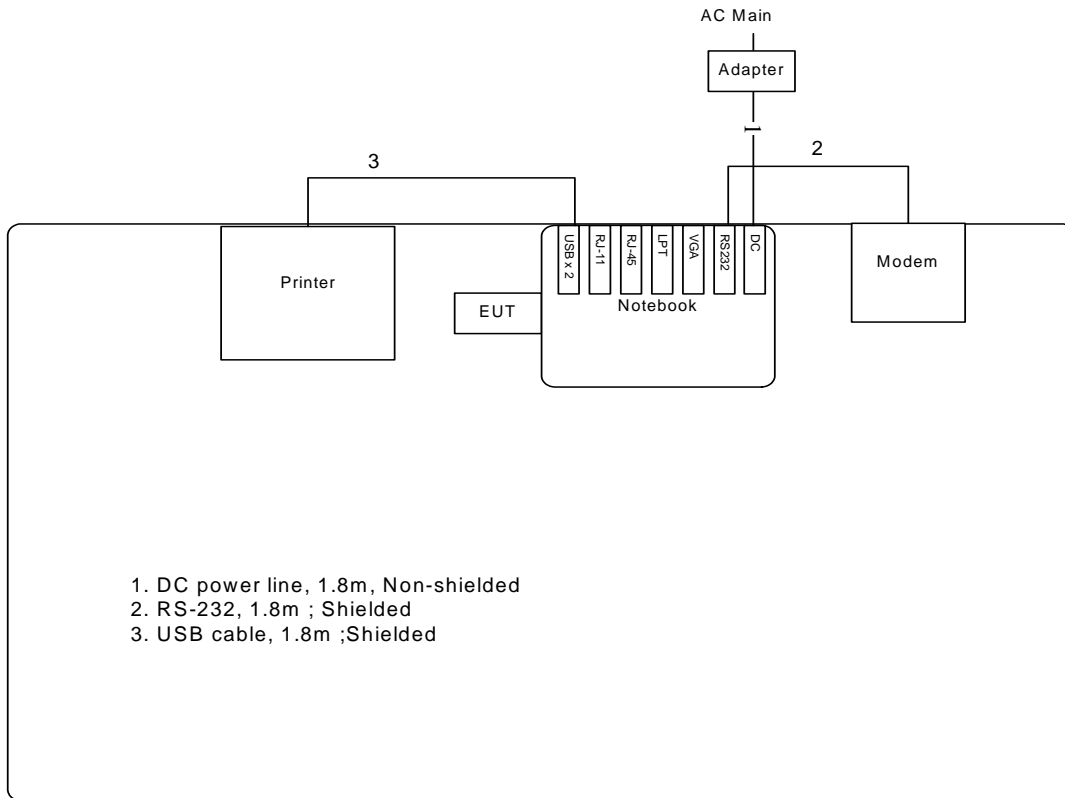 AC Main
Adapter
1
3
2
USB x 2
RJ-11
RJ-45
LPT
VGA
RS232
DC
Printer
EUT
Notebook
Modem
1. DC power line, 1.8m, Non-shielded
2. RS-232, 1.8m ; Shielded
3. USB cable, 1.8m ;Shielded